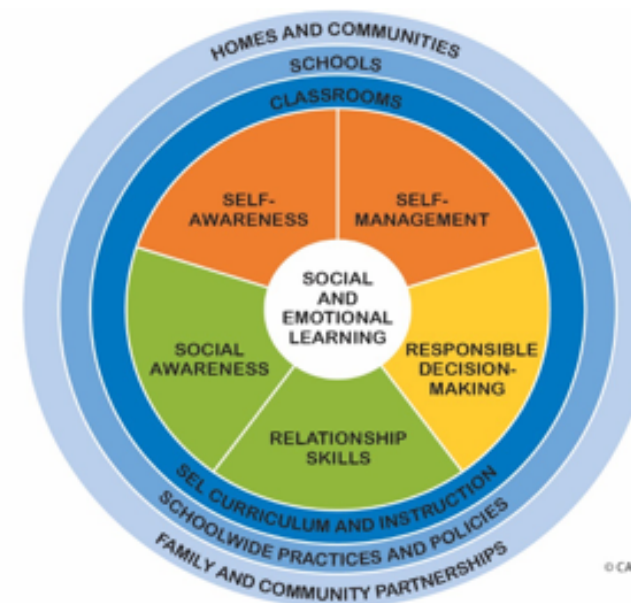 HOMES AND COMMUNITIES
SCHOOLS
CLASSROOMS
SELF-
AWARENESS
SELF-
MANAGEMENT
SOCIAL
AND
EMOTIONAL
LEARNING
SOCIAL
AWARENESS
RESPONSIBLE
DECISION-
MAKING
RELATIONSHIP
SKILLS
SEL CURRICULUM AND INSTRUCTION
SCHOOLWIDE PRACTICES AND POLICIES
FAMILY AND COMMUNITY PARTNERSHIPS
© CA